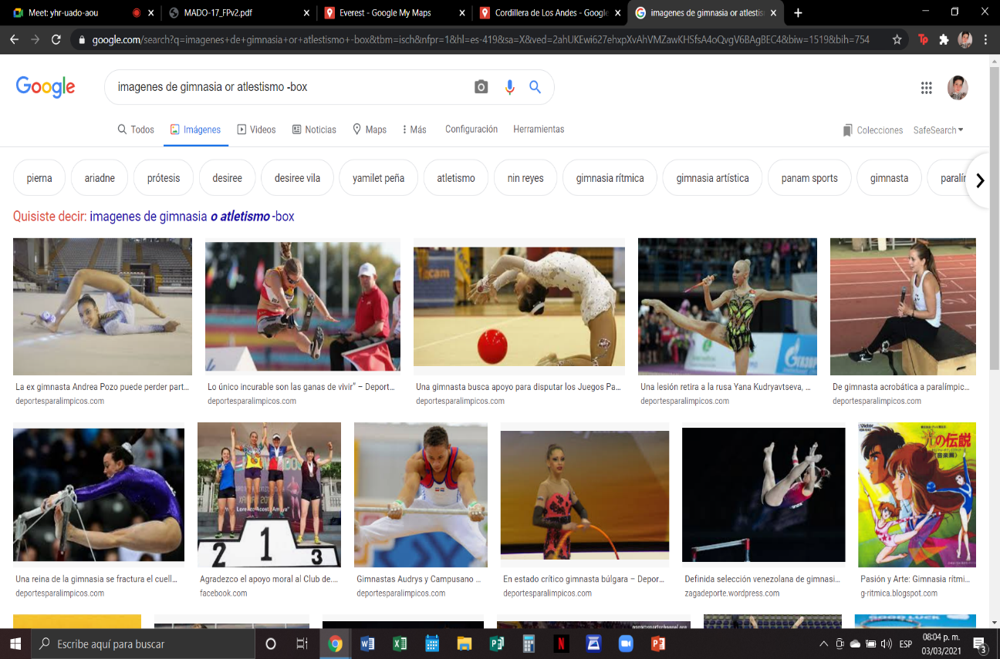 Meet: yhr-uado-aou
MADO-17_FPv2.pdf
Everest - Google My Maps
Cordillera de Los Andes - Google
imagenes de gimnasia or atlestis
google.com/search?q=imagenes+de+gimnasia+or+atlestismo+-box&tbm=isch&nfpr=1&hl=es-419&sa=X&ved=2ahUKEwi627ehxpXvAhVMZawKHSfsA4oQvgV6BAgBEC4&biw=1519&bih=754
Google
imagenes de gimnasia or atlestismo -box
Todos
Imágenes
Videos
Noticias
Maps
Más
Configuración
Herramientas
Colecciones
SafeSearch
pierna
ariadne
prótesis
desiree
desiree vila
yamilet peña
atletismo
nin reyes
gimnasia rítmica
gimnasia artística
panam sports
gimnasta
paralír
Quisiste decir: imagenes de gimnasia o atletismo -box
La ex gimnasta Andrea Pozo puede perder part...
deportesparalimpicos.com
Lo único incurable son las ganas de vivir" – Deport...
deportesparalimpicos.com
Una gimnasta busca apoyo para disputar los Juegos Pa...
deportesparalimpicos.com
Una lesión retira a la rusa Yana Kudryavtseva, ...
deportesparalimpicos.com
De gimnasta acrobática a paralímpic...
deportesparalimpicos.com
2 1 3
Victor
光の伝説
音楽篇
Una reina de la gimnasia se fractura el cuell...
deportesparalimpicos.com
Agradezco el apoyo moral al Club de...
facebook.com
Gimnastas Audrys y Campusano ...
deportesparalimpicos.com
En estado crítico gimnasta búlgara – Depor...
deportesparalimpicos.com
Definida selección venezolana de gimnasi...
zagadeporte.wordpress.com
Pasión y Arte: Gimnasia rítmi...
g-ritmica.blogspot.com
GOOD LUCK
Escribe aquí para buscar
ESP
08:04 p. m.
03/03/2021
3